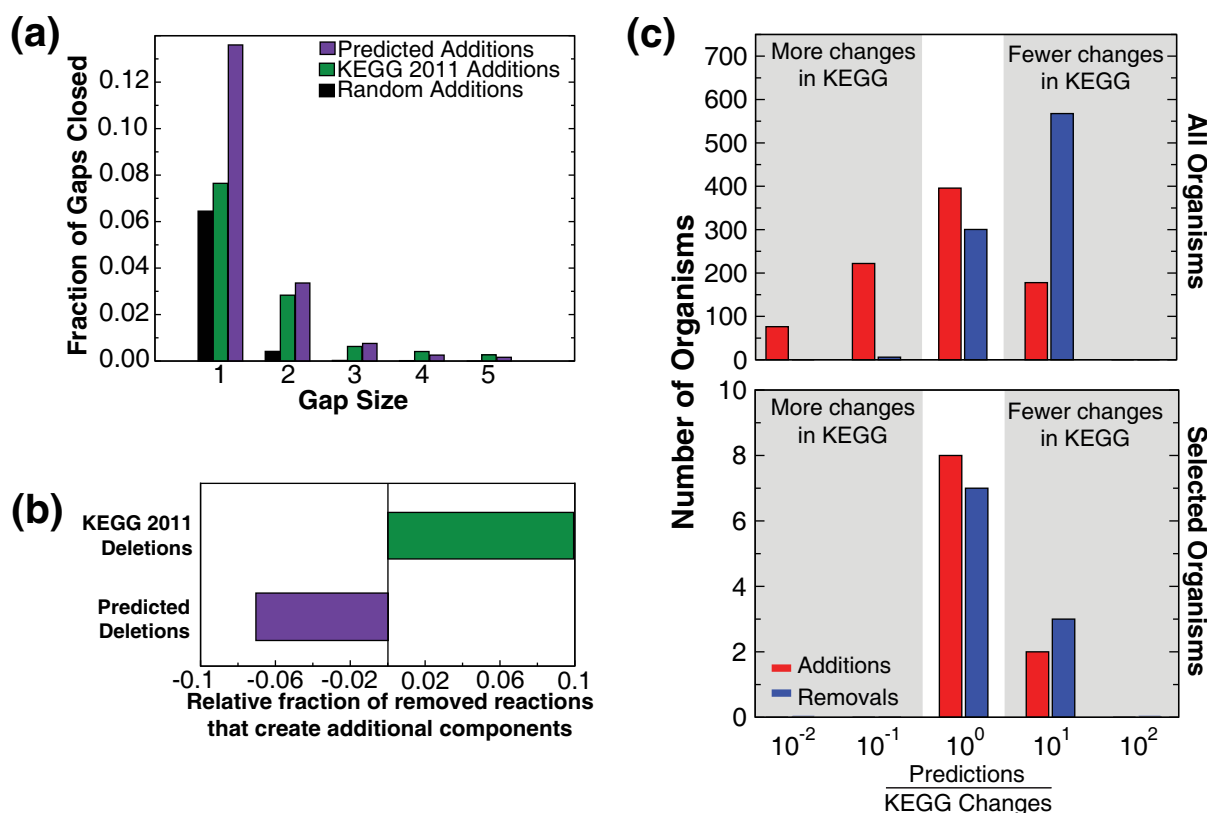 (a)
Predicted Additions
KEGG 2011 Additions
Random Additions
Fraction of Gaps Closed
0.12
0.10
0.08
0.06
0.04
0.02
0.00
1 2 3 4 5
Gap Size
(b)
KEGG 2011
Deletions
Predicted
Deletions
-0.1 -0.06 -0.02 0.02 0.06 0.1
Relative fraction of removed reactions
that create additional components
(c)
Number of Organisms
700
600
500
400
300
200
100
0
More changes
in KEGG
Fewer changes
in KEGG
All Organisms
10
8
6
4
2
0
More changes
in KEGG
Fewer changes
in KEGG
Selected Organisms
Additions
Removals
10-2 10-1 100 101 102
Predictions
KEGG Changes